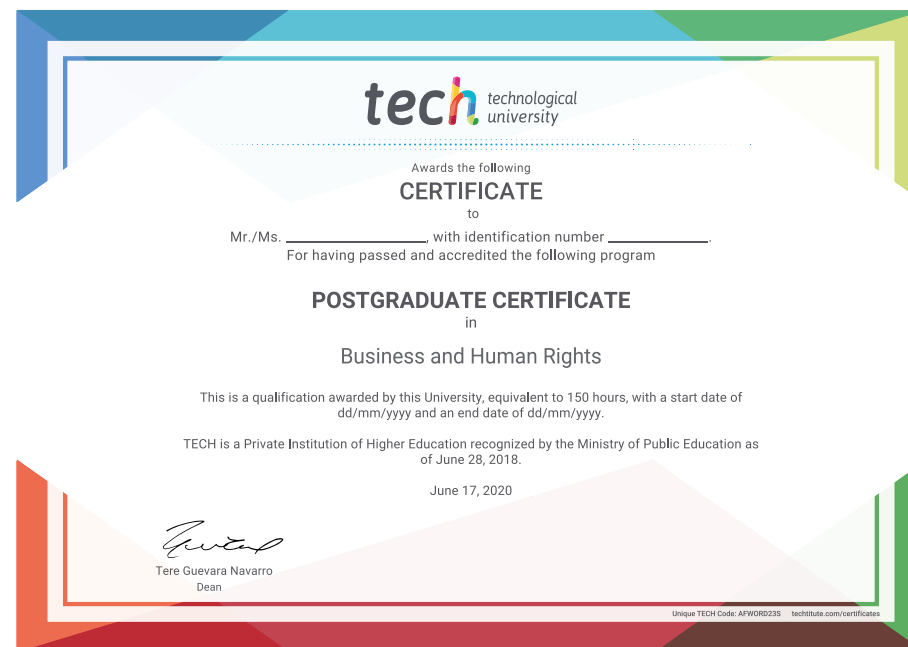 tech technological
university
Awards the following
CERTIFICATE
to
Mr./Ms. ____________, with identification number ____________.
For having passed and accredited the following program
POSTGRADUATE CERTIFICATE
in
Business and Human Rights
This is a qualification awarded by this University, equivalent to 150 hours, with a start date of
dd/mm/yyyy and an end date of dd/mm/yyyy.
TECH is a Private Institution of Higher Education recognized by the Ministry of Public Education as
of June 28, 2018.
June 17, 2020
Tere Guevara Navarro
Dean
Unique TECH Code: AFWORD23S techtitute.com/certificates